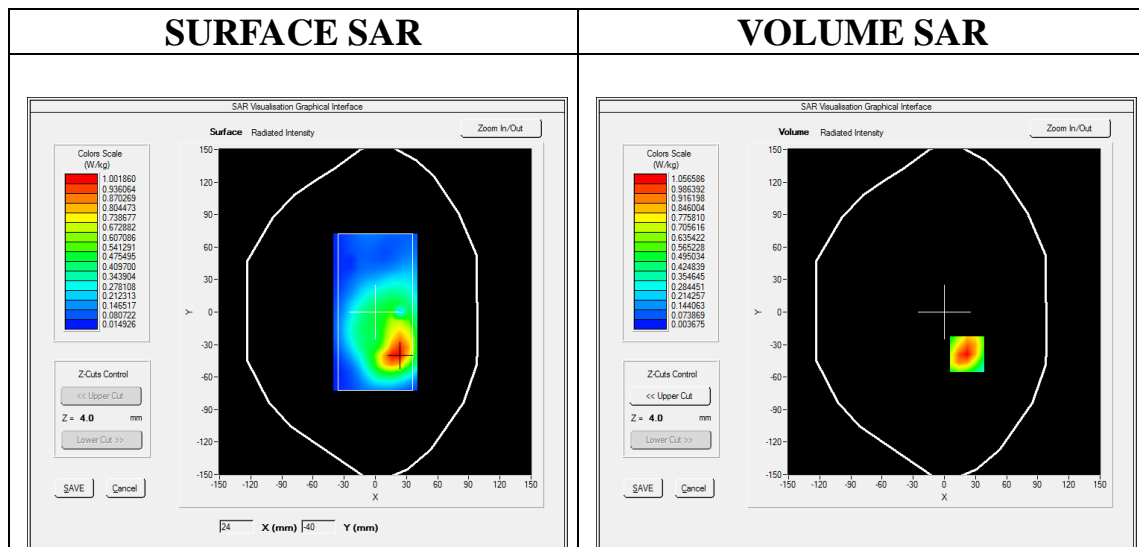 SURFACE SAR
VOLUME SAR
SAR Visualisation Graphical Interface
Surface Radiated Intensity
Zoom In/Out
Colors Scale
(W/kg)
1.001860
0.936064
0.870269
0.804473
0.738677
0.672882
0.607086
0.541291
0.475495
0.409700
0.343904
0.278108
0.212313
0.146517
0.080722
0.014926
150
120
90
60
30
0
-30
-60
-90
-120
-150
Y
-150 -120 -90 -60 -30 0 30 60 90 120 150
X
Z-Cuts Control
<< Upper Cut
Z = 4.0 mm
Lower Cut >>
SAVE Cancel
24 X (mm) -40 Y (mm)
SAR Visualisation Graphical Interface
Volume Radiated Intensity
Zoom In/Out
Colors Scale
(W/kg)
1.056586
0.986392
0.916198
0.846004
0.775810
0.705616
0.635422
0.565228
0.495034
0.424839
0.354645
0.284451
0.214257
0.144063
0.073869
0.003675
150
120
90
60
30
0
-30
-60
-90
-120
-150
Y
-150 -120 -90 -60 -30 0 30 60 90 120 150
X
Z-Cuts Control
<< Upper Cut
Z = 4.0 mm
Lower Cut >>
SAVE Cancel